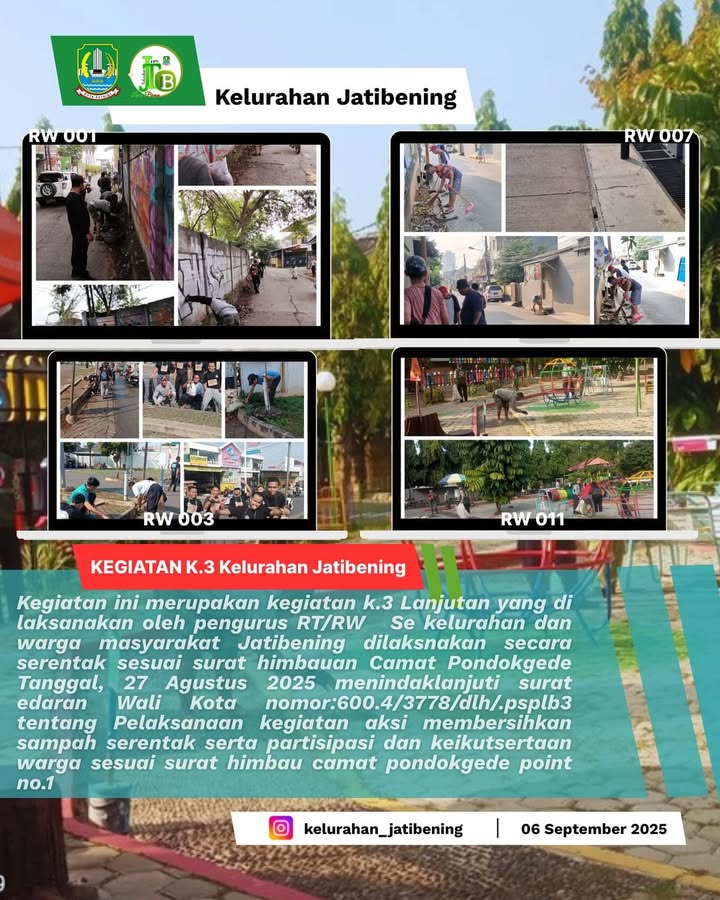 Kelurahan Jatibening
RW 001
RW 007
RW 003
RW 011
KEGIATAN K.3 Kelurahan Jatibening
Kegiatan ini merupakan kegiatan k.3 Lanjutan yang di
laksanakan oleh pengurus RT/RW Se kelurahan dan
warga masyarakat Jatibening dilaksnakan secara
serentak sesuai surat himbauan Camat Pondokgede
Tanggal, 27 Agustus 2025 menindaklanjuti surat
edaran Wali Kota nomor:600.4/3778/dlh/.psplb3
tentang Pelaksanaan kegiatan aksi membersihkan
sampah serentak serta partisipasi dan keikutsertaan
warga sesuai surat himbau camat pondokgede point
no.1
kelurahan_jatibening | 06 September 2025
9